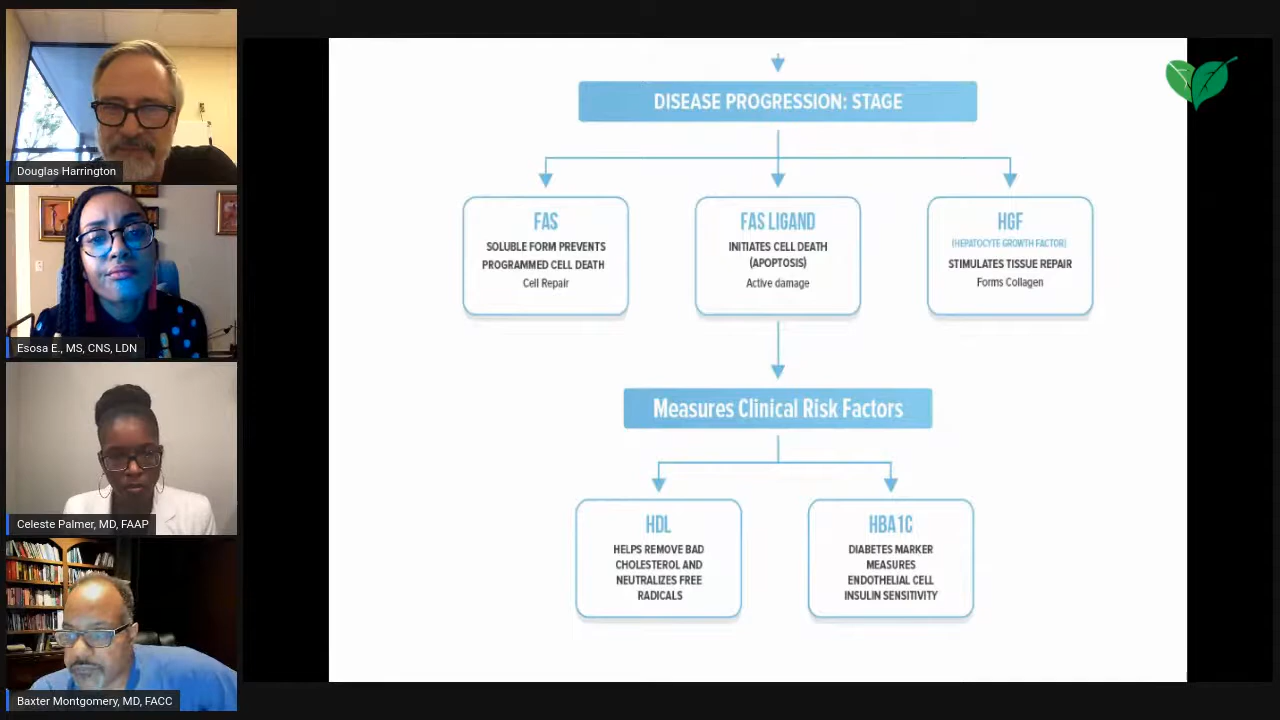 Douglas Harrington
Esosa E., MS, CNS, LDN
Celeste Palmer, MD, FAAP
Baxter Montgomery, MD, FACC
DISEASE PROGRESSION: STAGE
FAS
SOLUBLE FORM PREVENTS
PROGRAMMED CELL DEATH
Cell Repair
FAS LIGAND
INITIATES CELL DEATH
(APOPTOSIS)
Active damage
HGF
(HEPATOCYTE GROWTH FACTOR)
STIMULATES TISSUE REPAIR
Forms Collagen
Measures Clinical Risk Factors
HDL
HELPS REMOVE BAD
CHOLESTEROL AND
NEUTRALIZES FREE
RADICALS
HBA1C
DIABETES MARKER
MEASURES
ENDOTHELIAL CELL
INSULIN SENSITIVITY